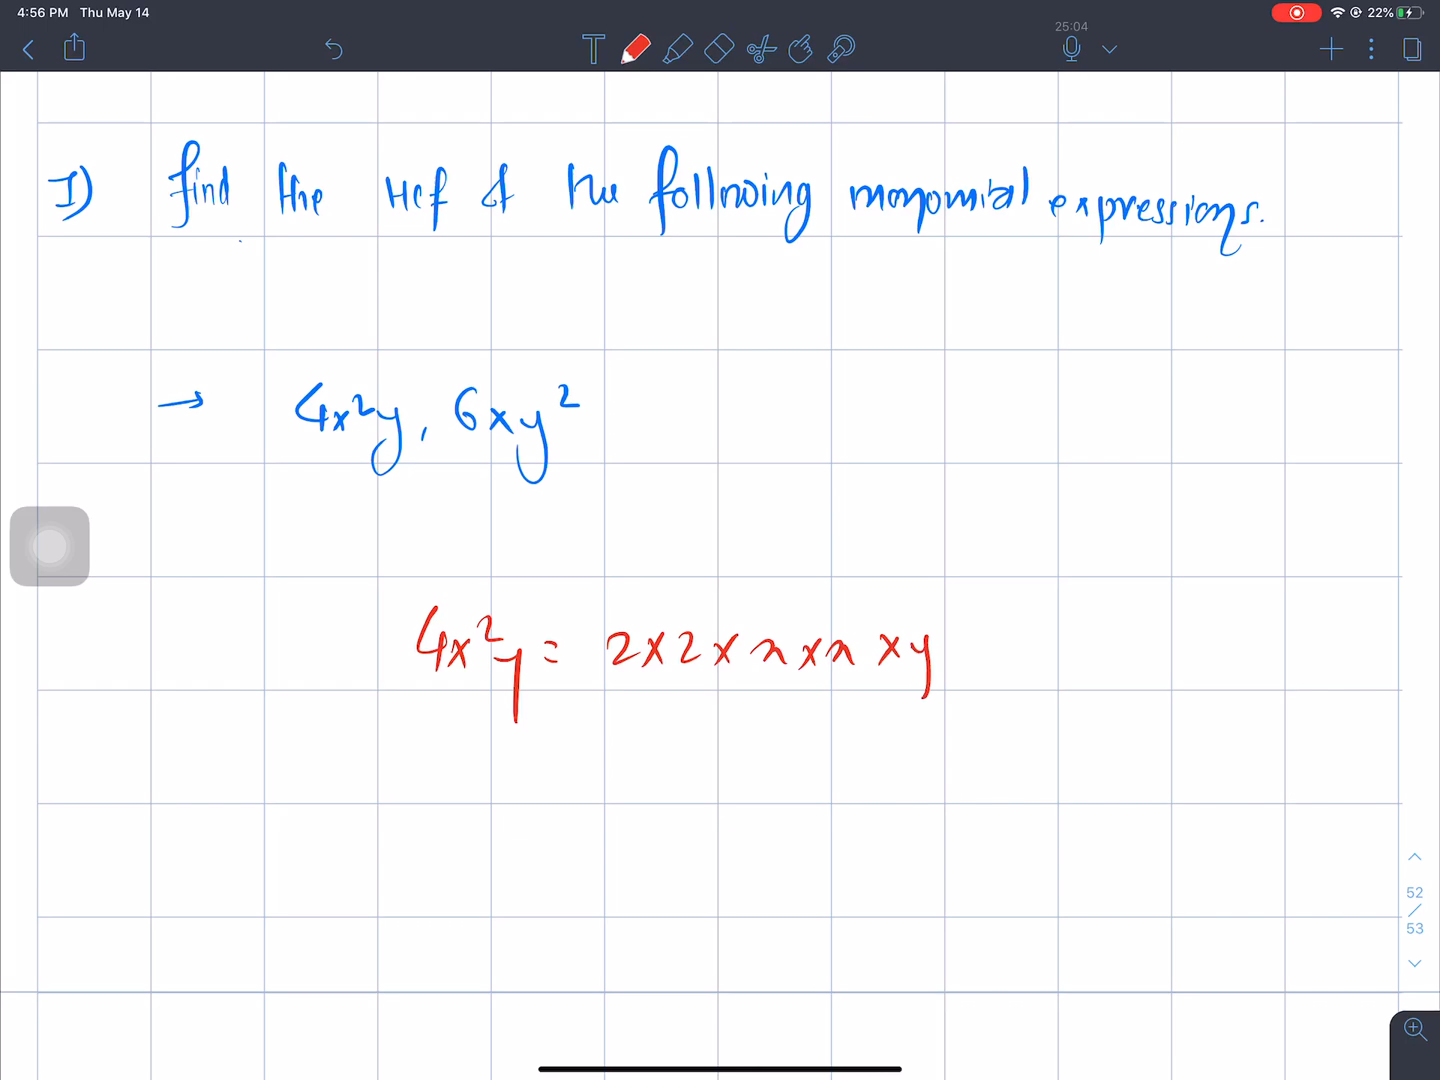 4:56 PM Thu May 14
22%
25:04
T
I) find the Hcf of the following monomial expressions.
→ 4x²y, 6xy²
4x²y = 2 × 2 × x × x × y
52
/
53